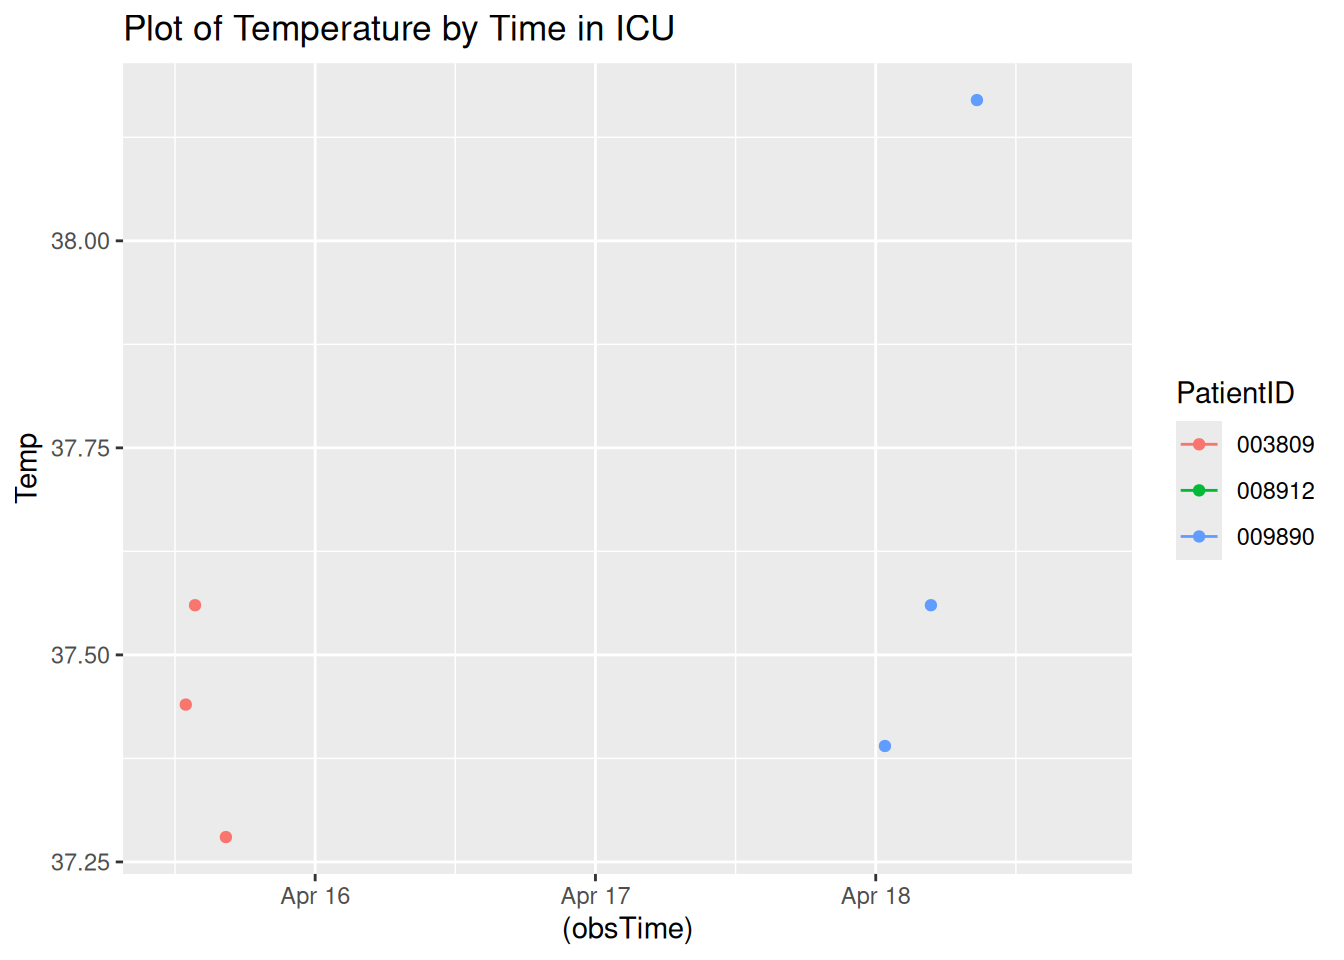 Plot of Temperature by Time in ICU
38.00
37.75
37.50
37.25
Temp
Apr 16
Apr 17
Apr 18
(obsTime)
PatientID
003809
008912
009890